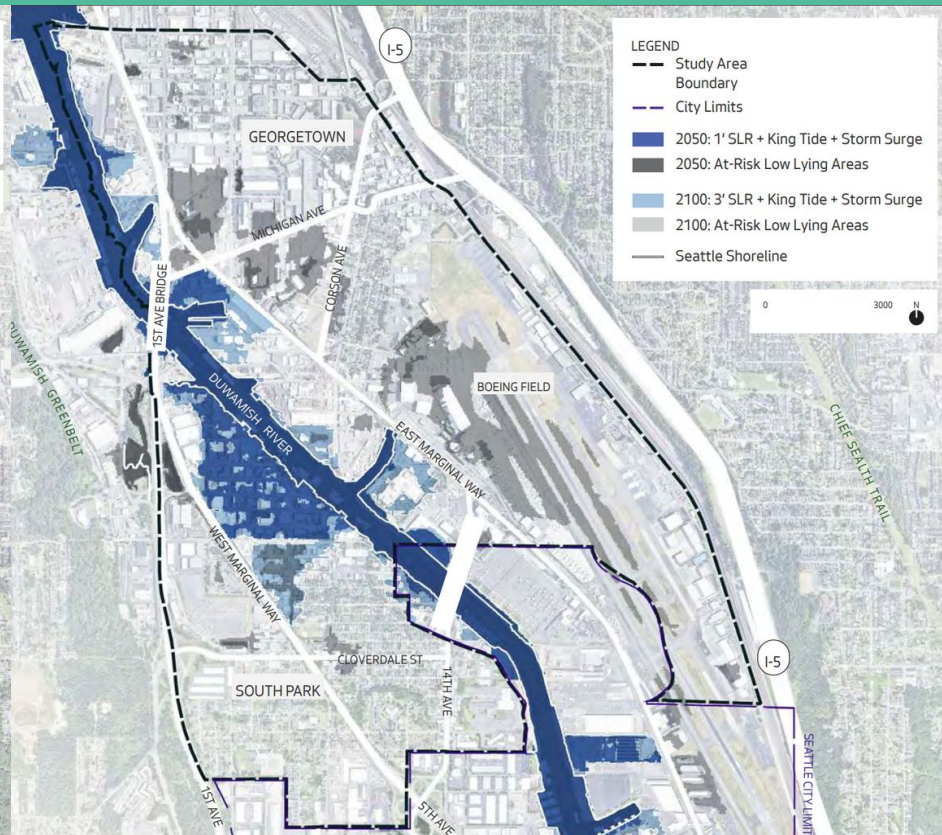 I-5
LEGEND
Study Area
Boundary
City Limits
2050: 1' SLR + King Tide + Storm Surge
2050: At-Risk Low Lying Areas
2100: 3' SLR + King Tide + Storm Surge
2100: At-Risk Low Lying Areas
Seattle Shoreline
0 3000 N
GEORGETOWN
MICHIGAN AVE
CORSON AVE
1ST AVE BRIDGE
DUWAMISH GREENBELT
DUWAMISH RIVER
BOEING FIELD
EAST MARGINAL WAY
CHIEF SEALTH TRAIL
WEST MARGINAL WAY
CLOVERDALE ST
14TH AVE
SOUTH PARK
I-5
SEATTLE CITY LIMIT
1ST AVE
5TH AVE